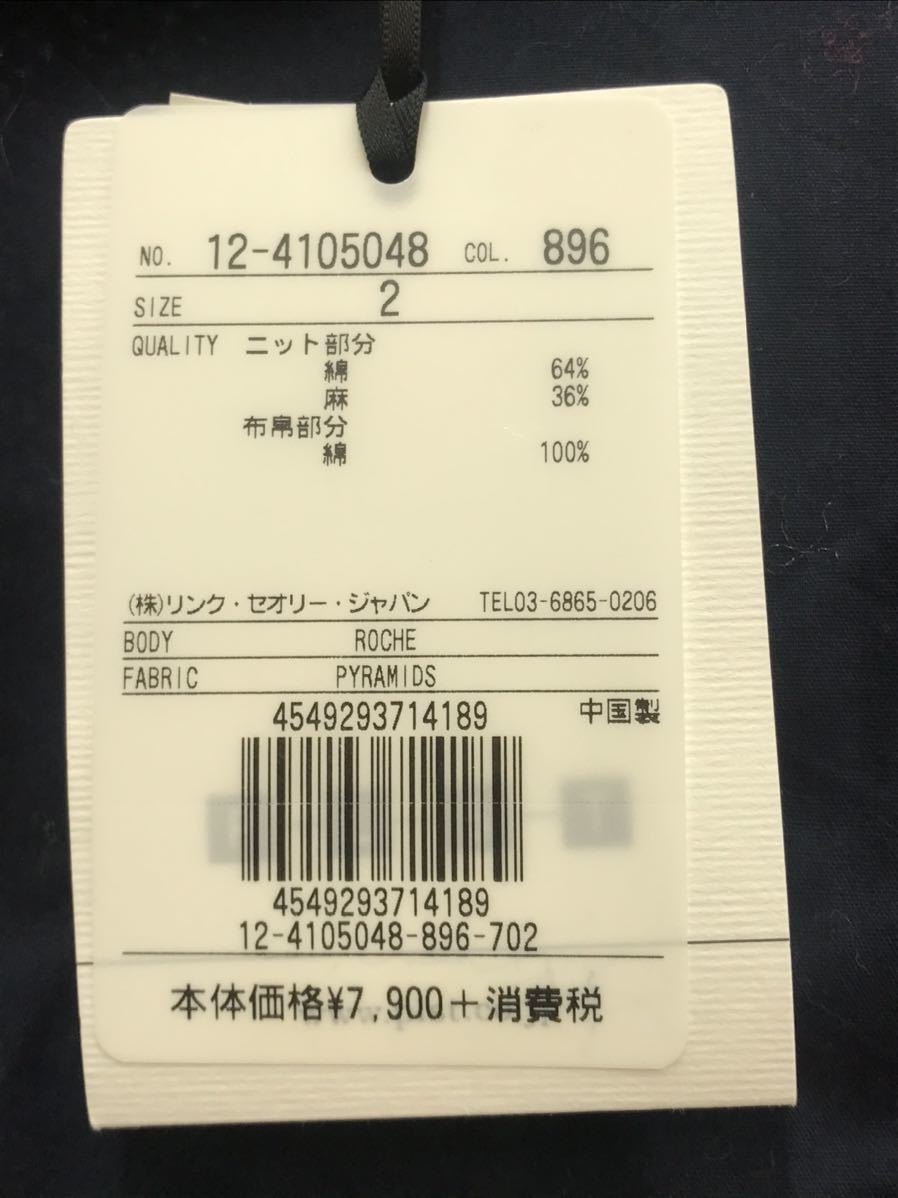 NO. 12-4105048 COL. 896
SIZE 2
QUALITY ニット部分
綿 64%
麻 36%
布帛部分
綿 100%
(株)リンク・セオリー・ジャパン TEL03-6865-0206
BODY ROCHE
FABRIC PYRAMIDS
4549293714189 中国製
4549293714189
12-4105048-896-702
本体価格¥7,900+消費税